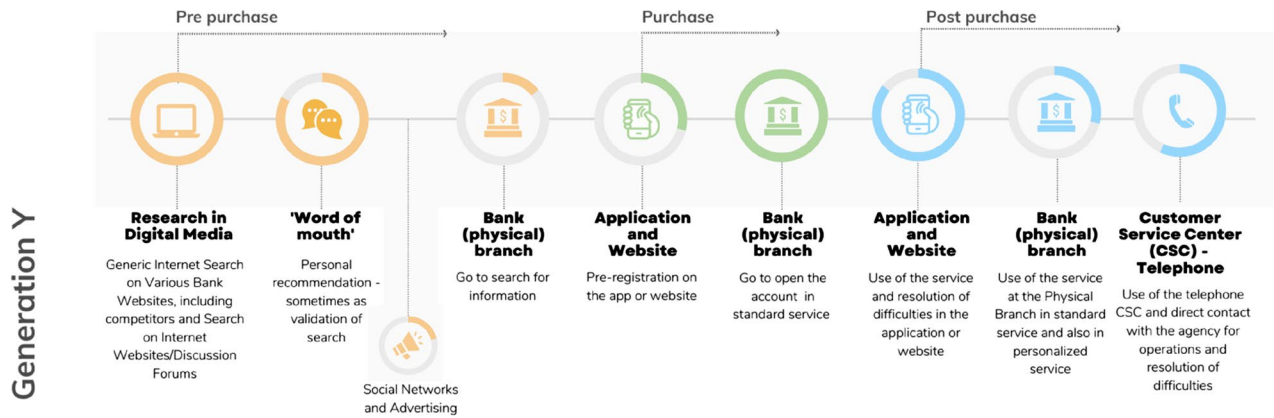 Pre purchase
Purchase
Post purchase
Generation Y
Research in
Digital Media
Generic Internet Search
on Various Bank
Websites, including
competitors and Search
on Internet
Websites/Discussion
Forums
'Word of
mouth'
Personal
recommendation -
sometimes as
validation of
search
Social Networks
and Advertising
$
Bank
(physical)
branch
Go to search for
information
Application
and
Website
Pre-registration on
the app or website
$
Bank
(physical)
branch
Go to open the
account in
standard service
Application
and
Website
Use of the service
and resolution of
difficulties in the
application or
website
$
Bank
(physical)
branch
Use of the service
at the Physical
Branch in standard
service and also in
personalized
service
Customer
Service Center
(CSC) -
Telephone
Use of the telephone
CSC and direct contact
with the agency for
operations and
resolution of
difficulties